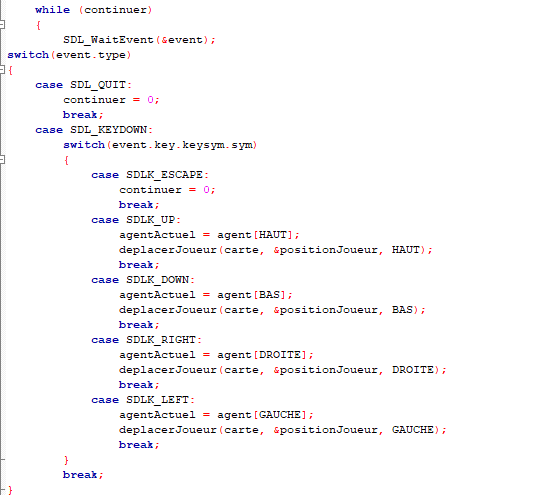 while (continuer)
{
SDL_WaitEvent(&event);
switch(event.type)
{
case SDL_QUIT:
continuer = 0;
break;
case SDL_KEYDOWN:
switch(event.key.keysym.sym)
{
case SDLK_ESCAPE:
continuer = 0;
break;
case SDLK_UP:
agentActuel = agent[HAUT];
deplacerJoueur(carte, &positionJoueur, HAUT);
break;
case SDLK_DOWN:
agentActuel = agent[BAS];
deplacerJoueur(carte, &positionJoueur, BAS);
break;
case SDLK_RIGHT:
agentActuel = agent[DROITE];
deplacerJoueur(carte, &positionJoueur, DROITE);
break;
case SDLK_LEFT:
agentActuel = agent[GAUCHE];
deplacerJoueur(carte, &positionJoueur, GAUCHE);
break;
}
break;
}